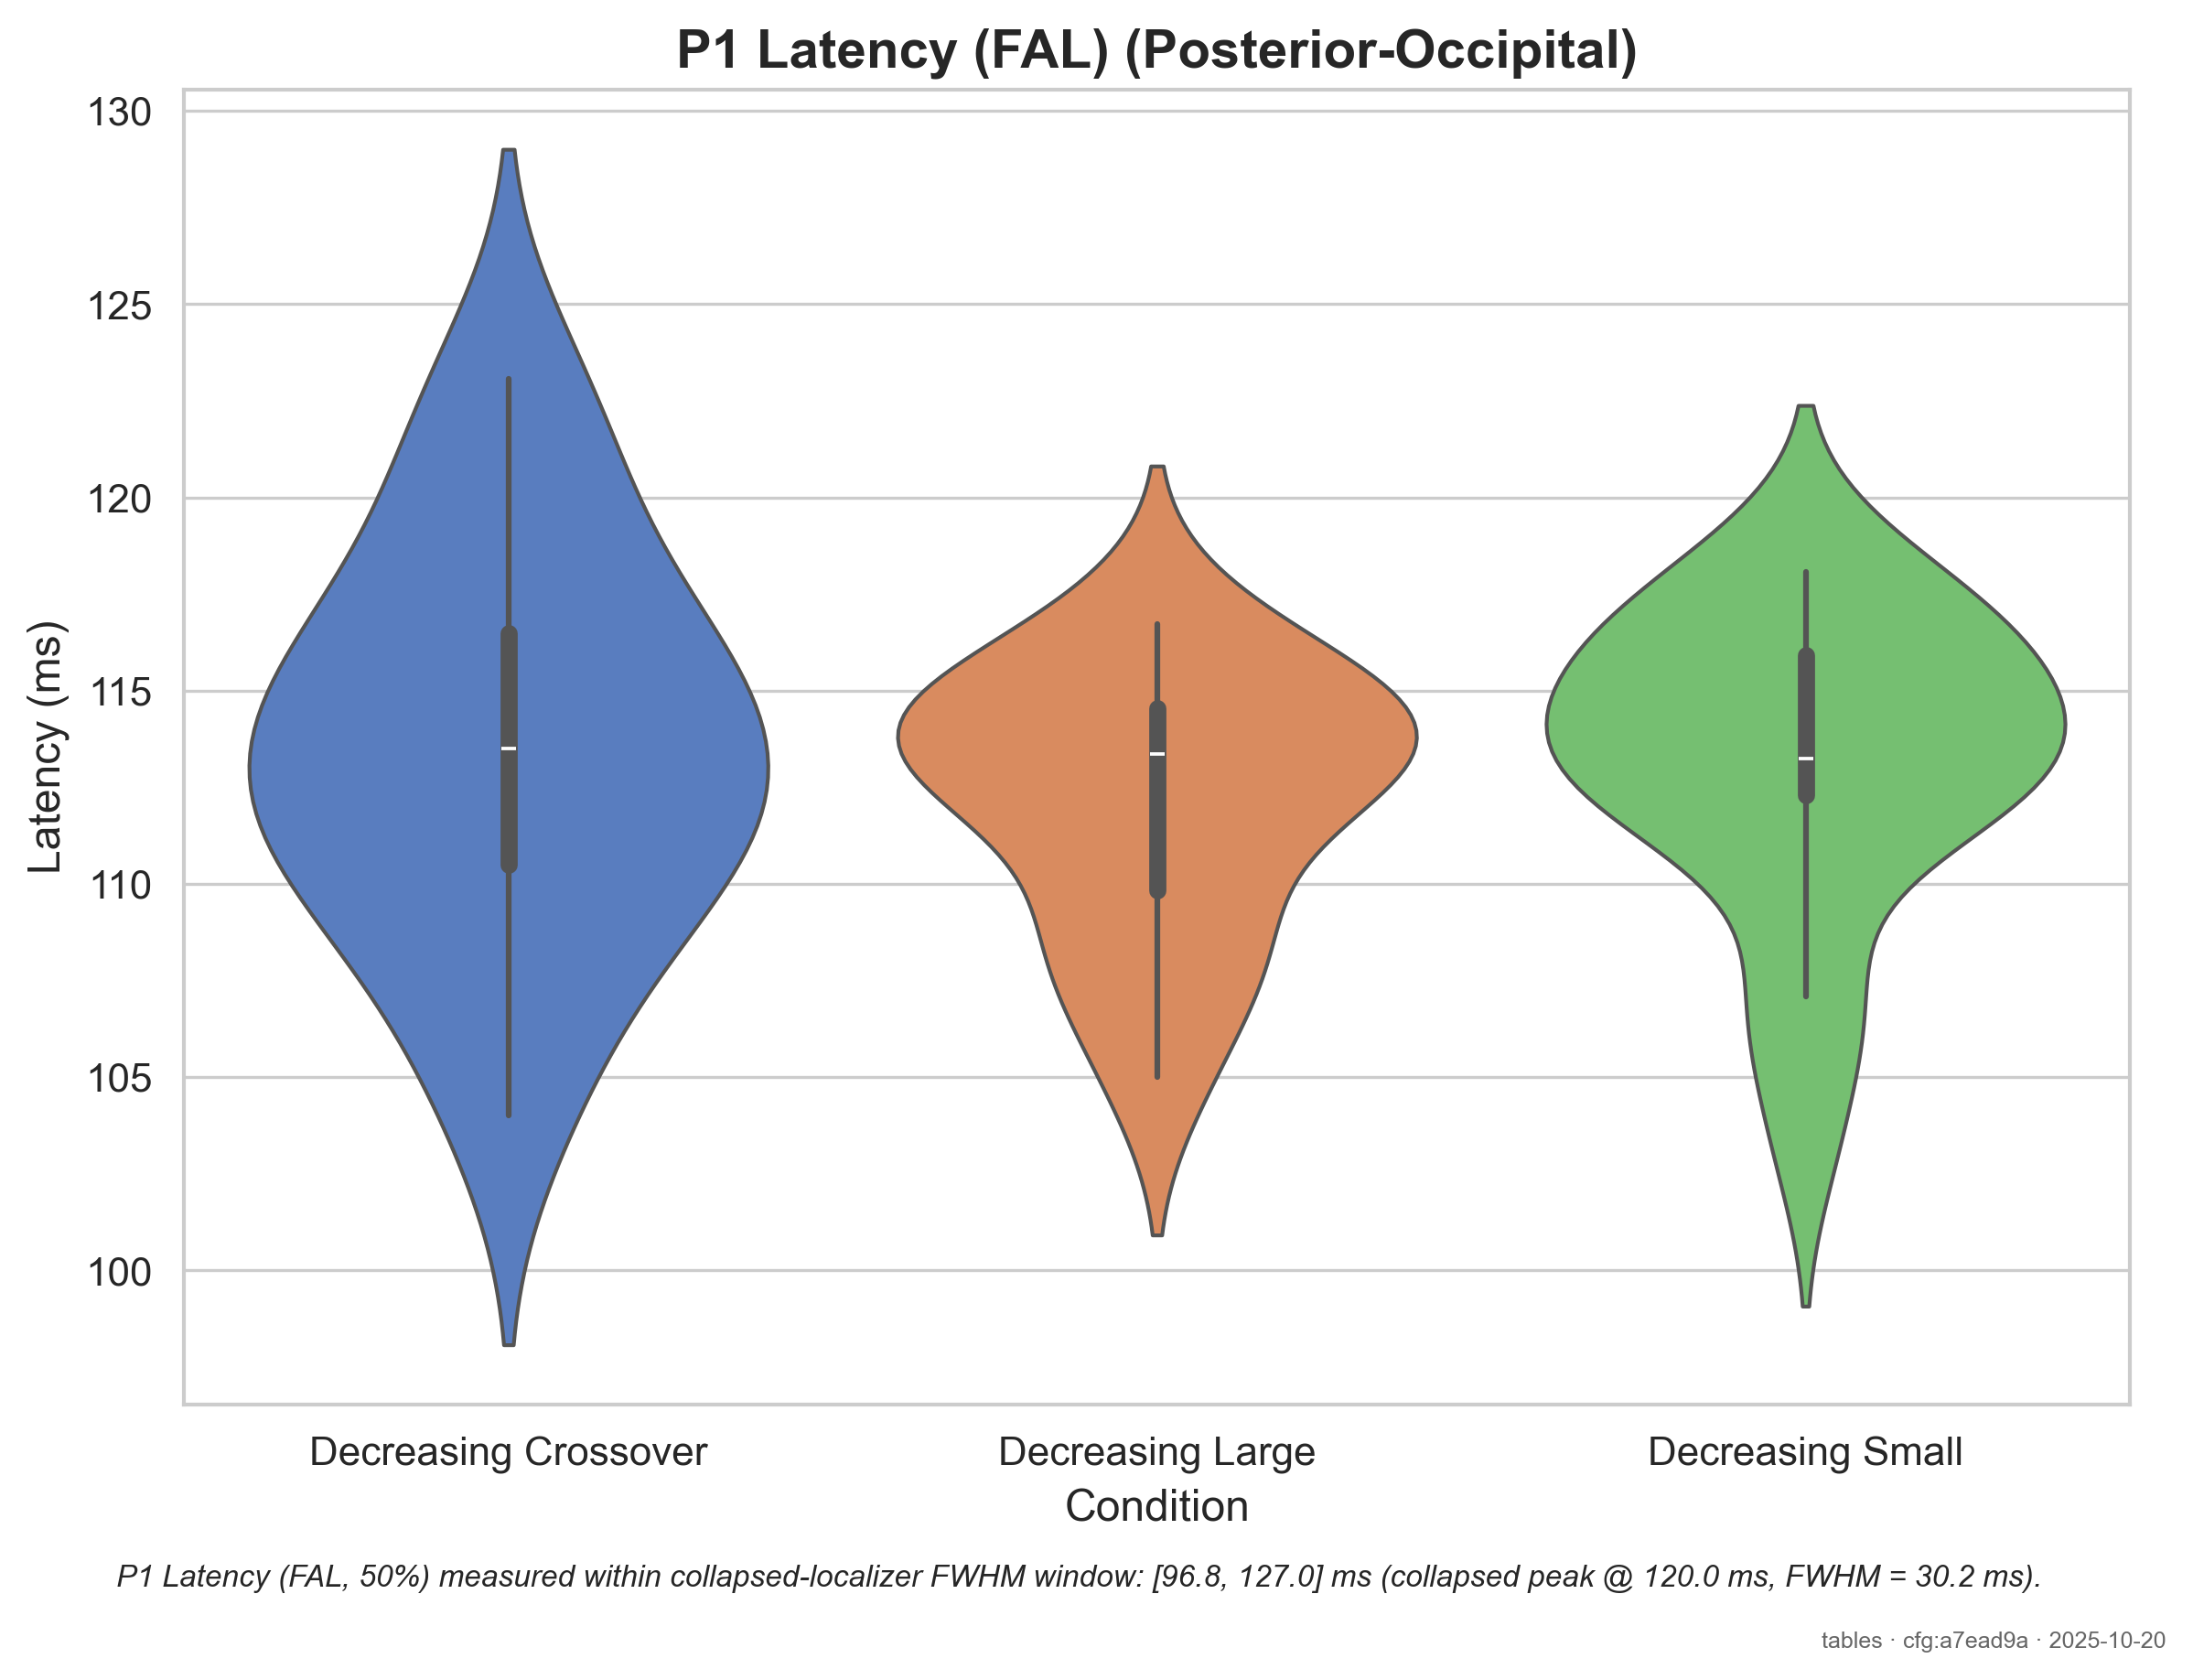 P1 Latency (FAL) (Posterior-Occipital)
130
125
120
115
110
105
100
Latency (ms)
Decreasing Crossover
Decreasing Large
Decreasing Small
Condition
P1 Latency (FAL, 50%) measured within collapsed-localizer FWHM window: [96.8, 127.0] ms (collapsed peak @ 120.0 ms, FWHM = 30.2 ms).
tables · cfg:a7ead9a · 2025-10-20